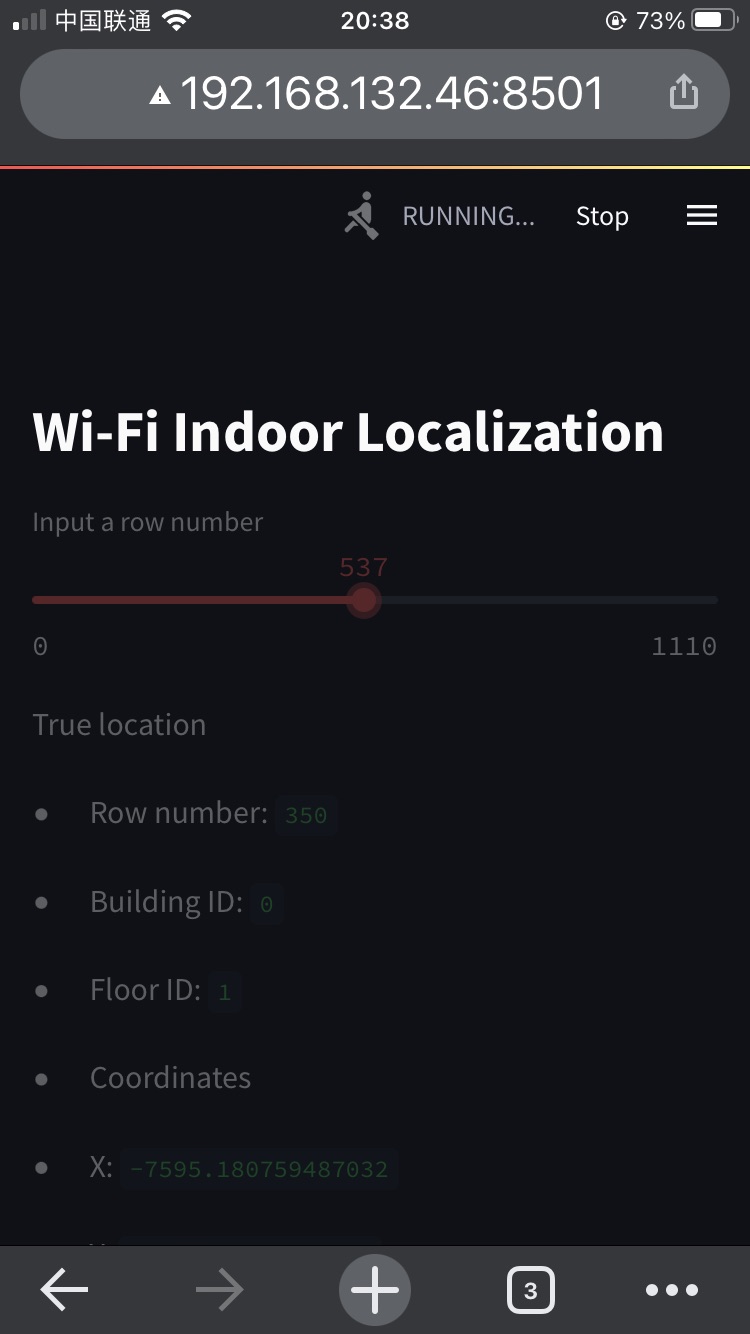 中国联通 20:38 73%
192.168.132.46:8501
RUNNING... Stop
Wi-Fi Indoor Localization
Input a row number
537
0 1110
True location
Row number: 350
Building ID: 0
Floor ID: 1
Coordinates
X: -7595.180759487032
3